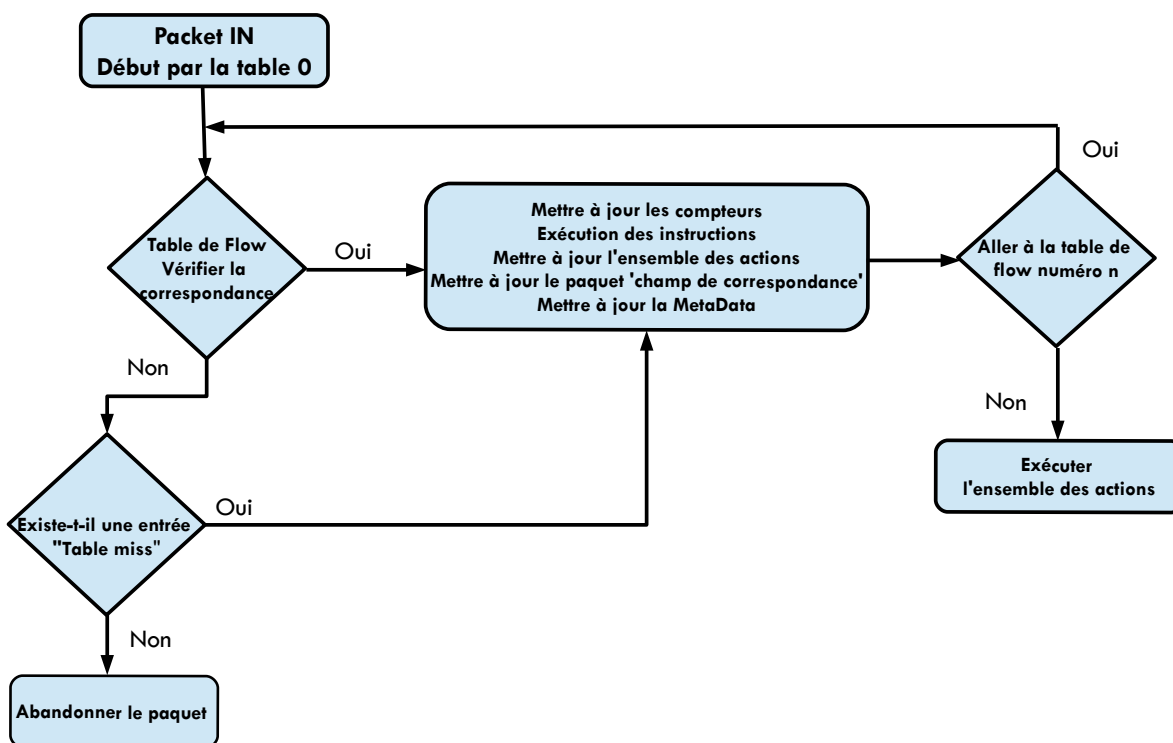 Packet IN
Début par la table 0
Oui
Table de Flow
Vérifier la
correspondance
Oui
Mettre à jour les compteurs
Exécution des instructions
Mettre à jour l'ensemble des actions
Mettre à jour le paquet 'champ de correspondance'
Mettre à jour la MetaData
Aller à la table de
flow numéro n
Non
Non
Exécuter
l'ensemble des actions
Existe-t-il une entrée
"Table miss"
Oui
Non
Abandonner le paquet